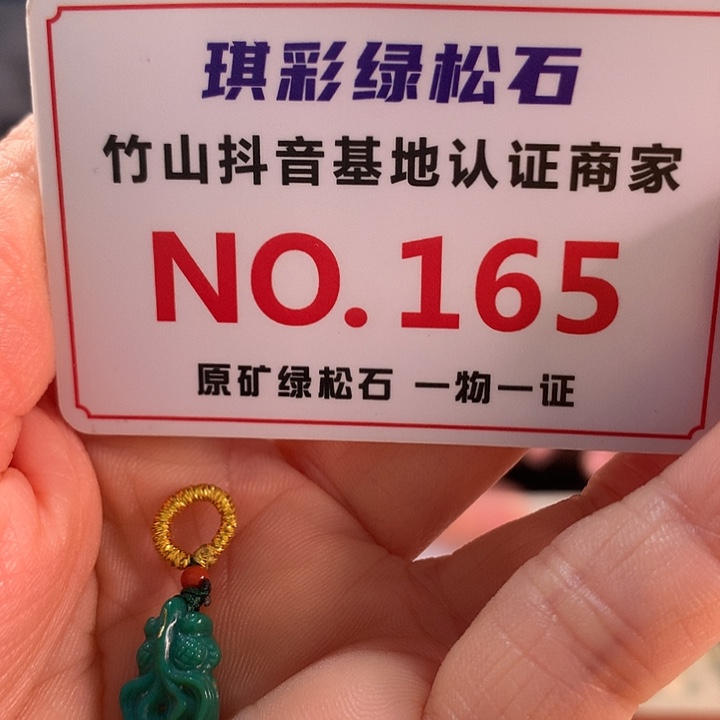 琪彩绿松石
竹山抖音基地认证商家
NO.165
原矿绿松石 一物一证